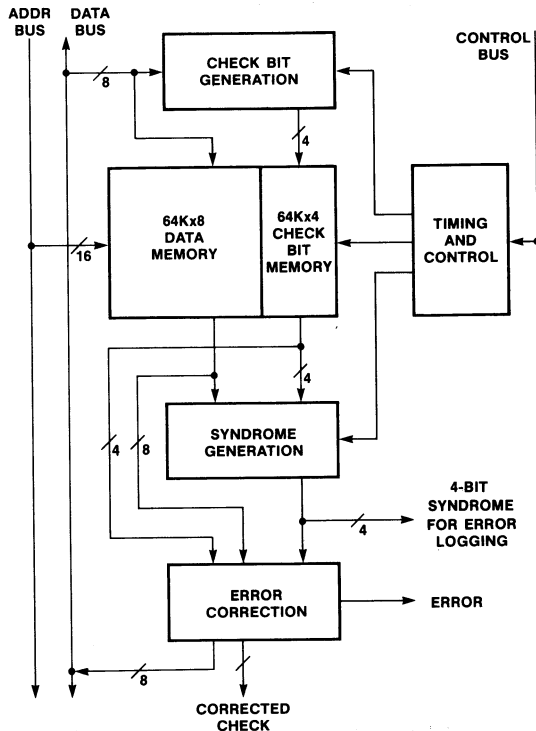 ADDR
BUS
DATA
BUS
CONTROL
BUS
8
CHECK BIT
GENERATION
4
64Kx8
DATA
MEMORY
64Kx4
CHECK
BIT
MEMORY
TIMING
AND
CONTROL
16
4
4
8
SYNDROME
GENERATION
4
4-BIT
SYNDROME
FOR ERROR
LOGGING
ERROR
CORRECTION
ERROR
8
CORRECTED
CHECK